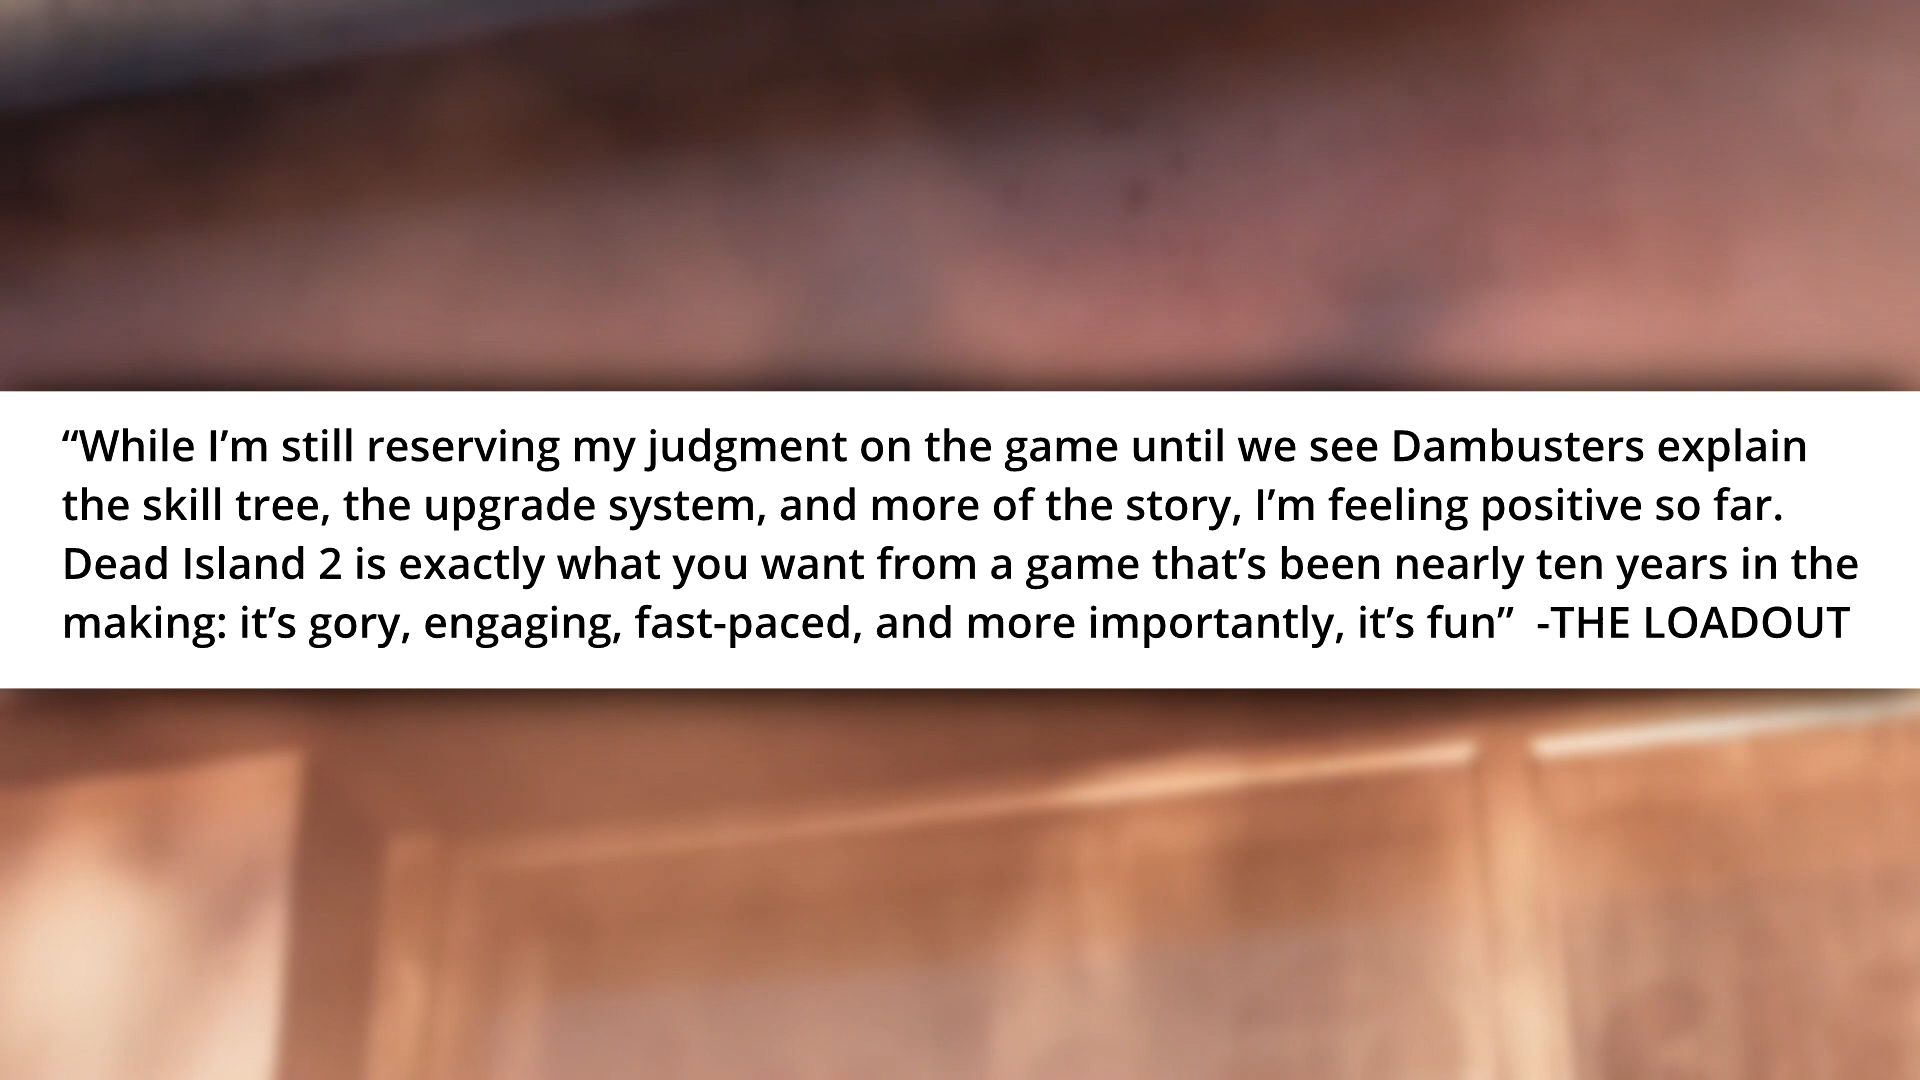 “While I’m still reserving my judgment on the game until we see Dambusters explain
the skill tree, the upgrade system, and more of the story, I’m feeling positive so far.
Dead Island 2 is exactly what you want from a game that’s been nearly ten years in the
making: it’s gory, engaging, fast-paced, and more importantly, it’s fun”  -THE LOADOUT